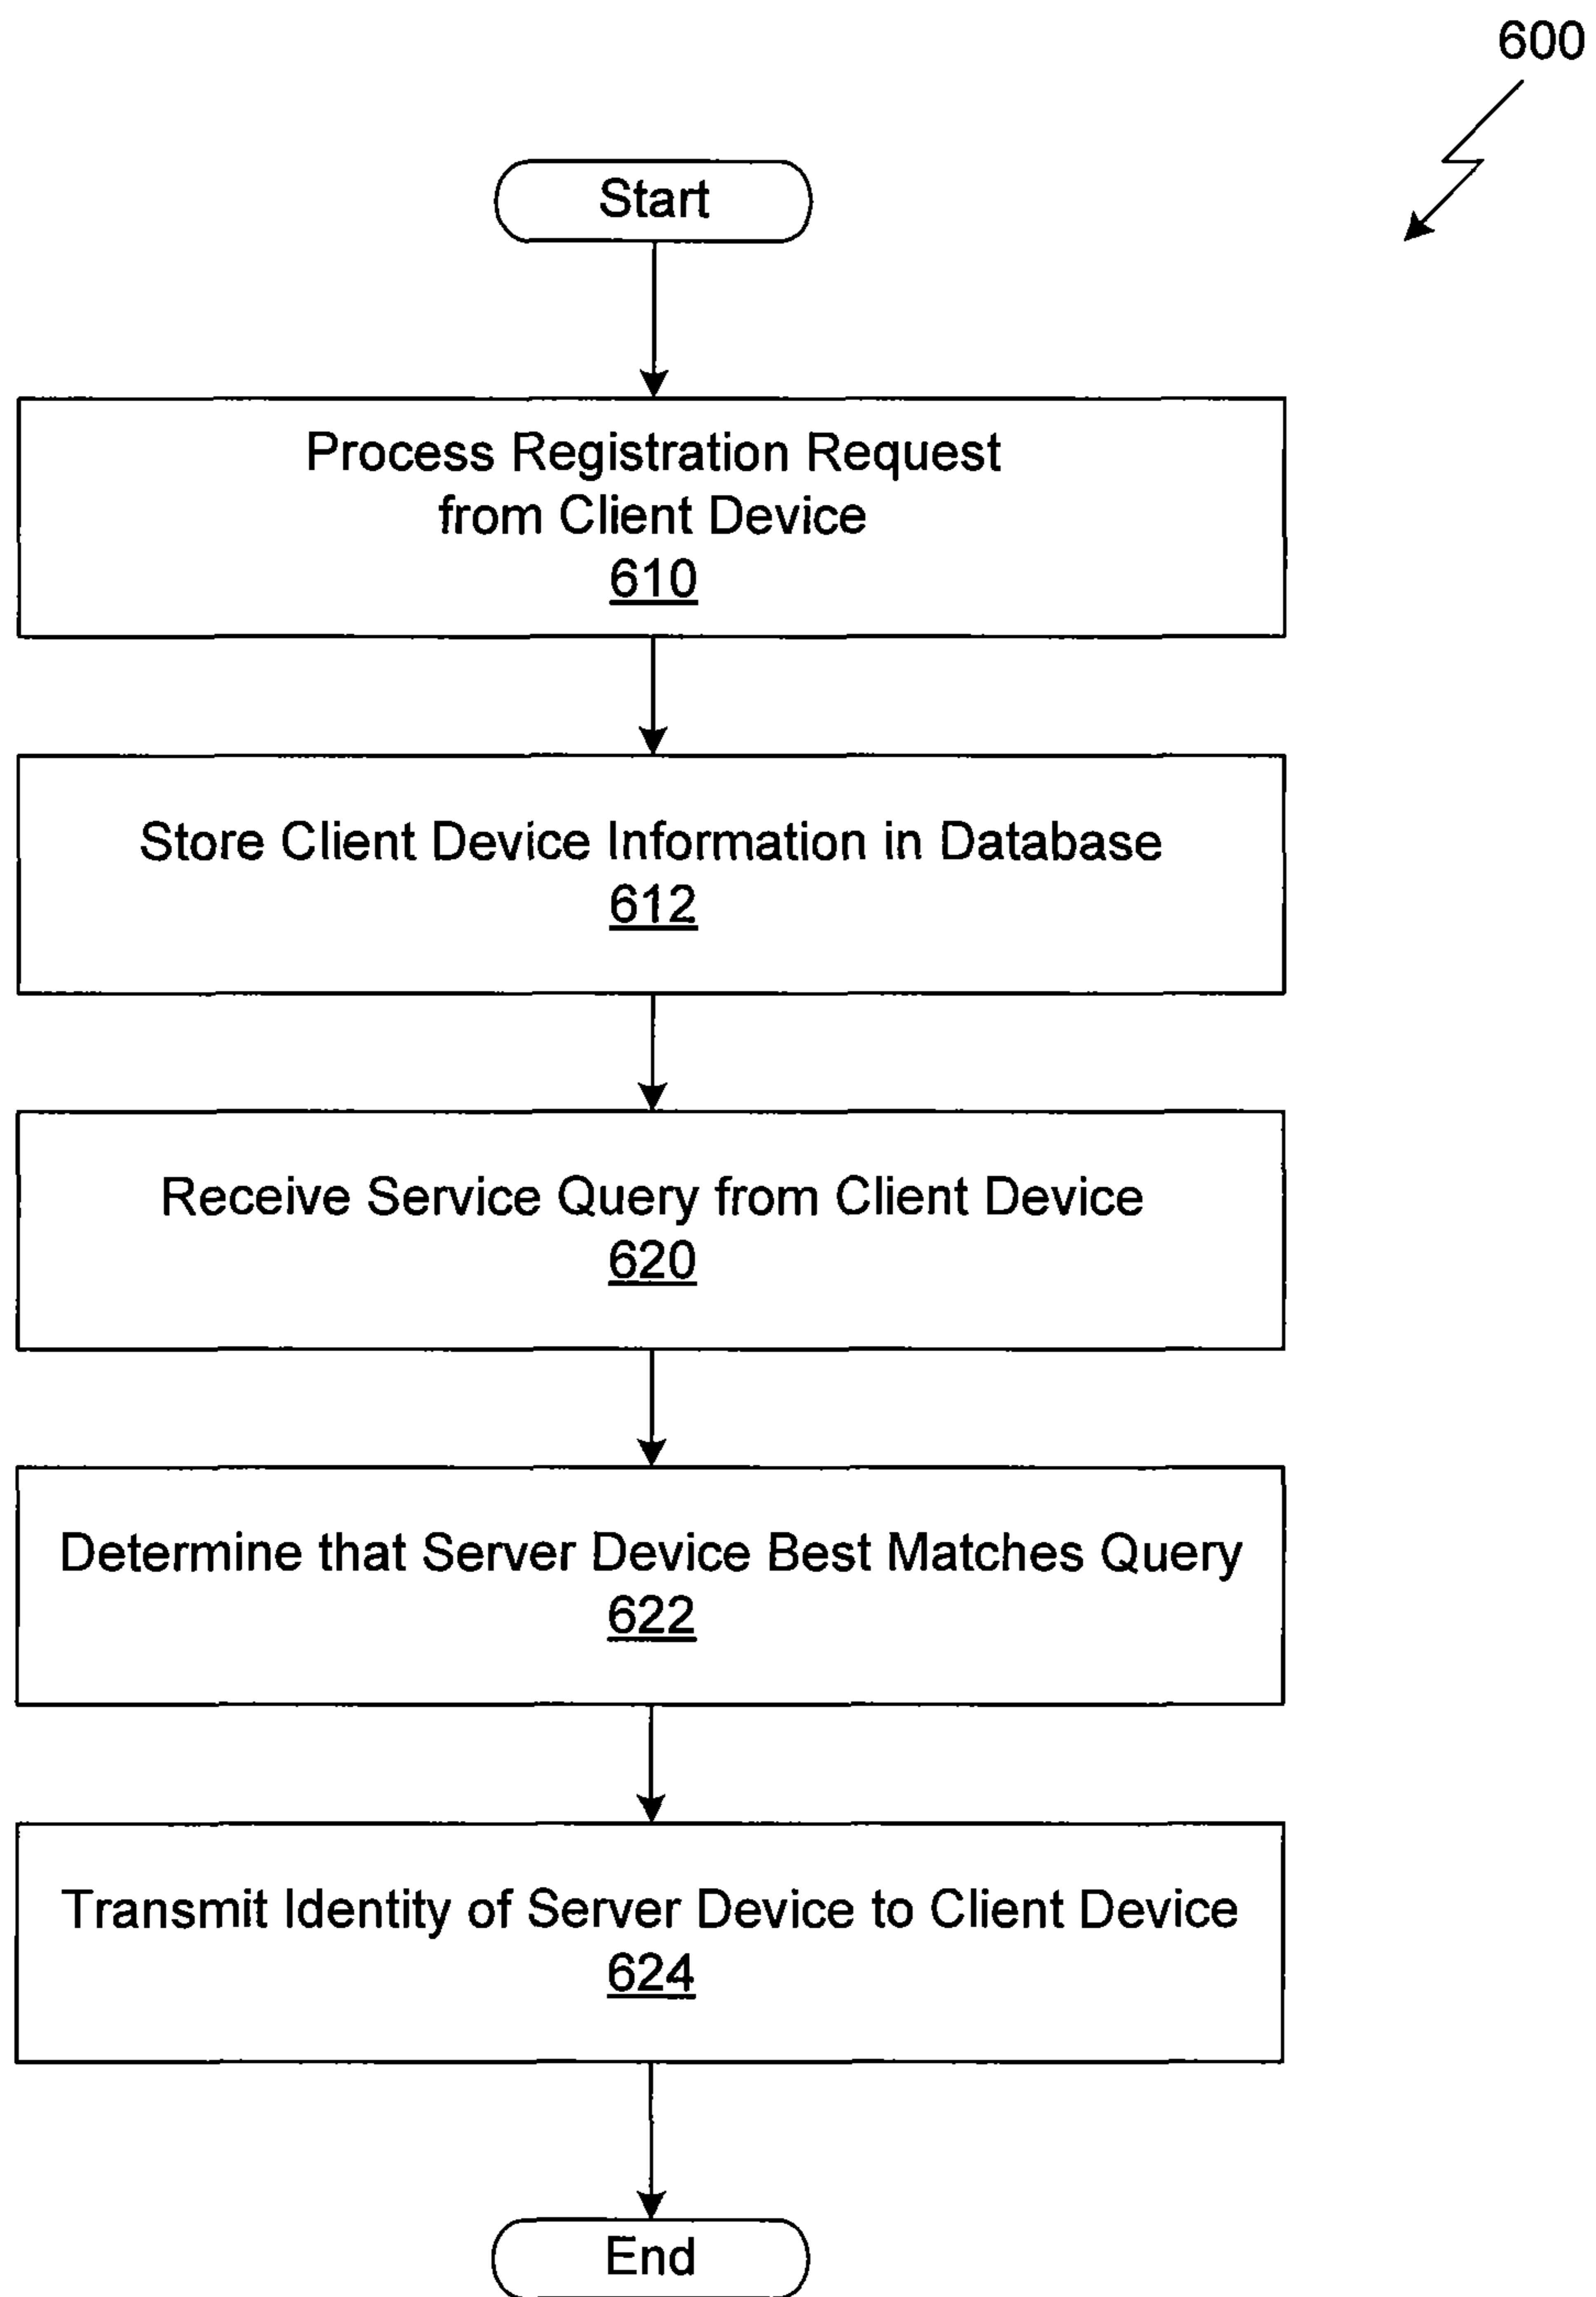 600
Start
Process Registration Request
from Client Device
610
Store Client Device Information in Database
612
Receive Service Query from Client Device
620
Determine that Server Device Best Matches Query
622
Transmit Identity of Server Device to Client Device
624
End